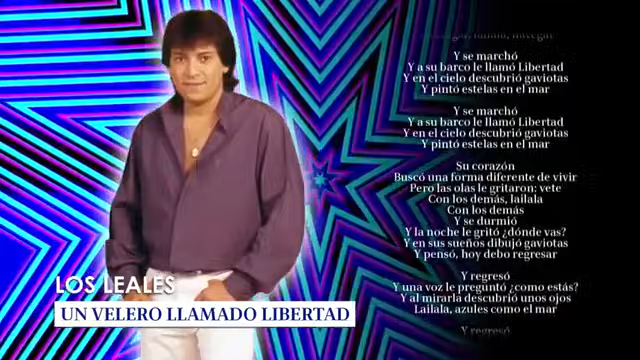 Y se marchó
Y a su barco le llamó Libertad
Y en el cielo descubrió gaviotas
Y pintó estelas en el mar
Y se marchó
Y a su barco le llamó Libertad
Y en el cielo descubrió gaviotas
Y pintó estelas en el mar
Su corazón
Buscó una forma diferente de vivir
Pero las olas le gritaron: vete
Con los demás, lailala
Con los demás
Y se durmió
Y la noche le gritó ¿dónde vas?
Y en sus sueños dibujó gaviotas
Y pensó, hoy debo regresar
Y regresó
Y una voz le preguntó ¿como estás?
Y al mirarla descubrió unos ojos
Lailala, azules como el mar
Y regresó
LOS LEALES
UN VELERO LLAMADO LIBERTAD